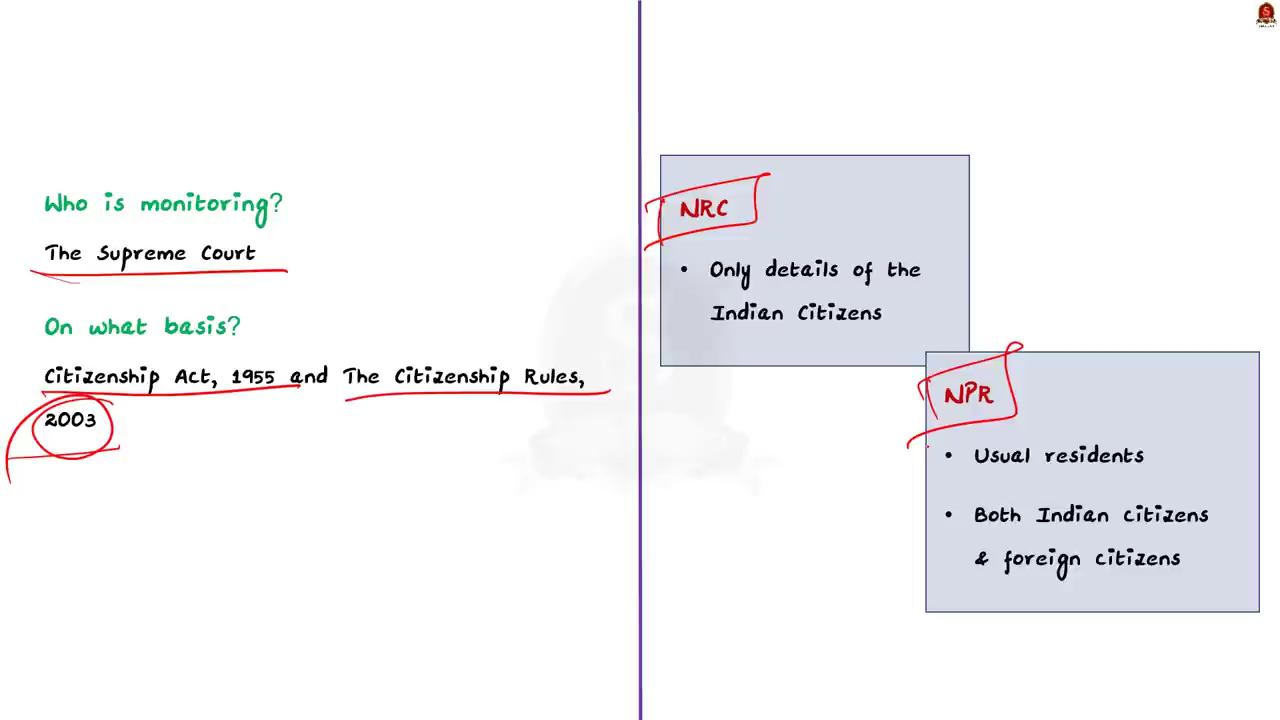 Who is monitoring?
The Supreme Court
On what basis?
Citizenship Act, 1955 and The Citizenship Rules,
2003
NRC
• Only details of the
Indian Citizens
NPR
• Usual residents
• Both Indian citizens
& foreign citizens